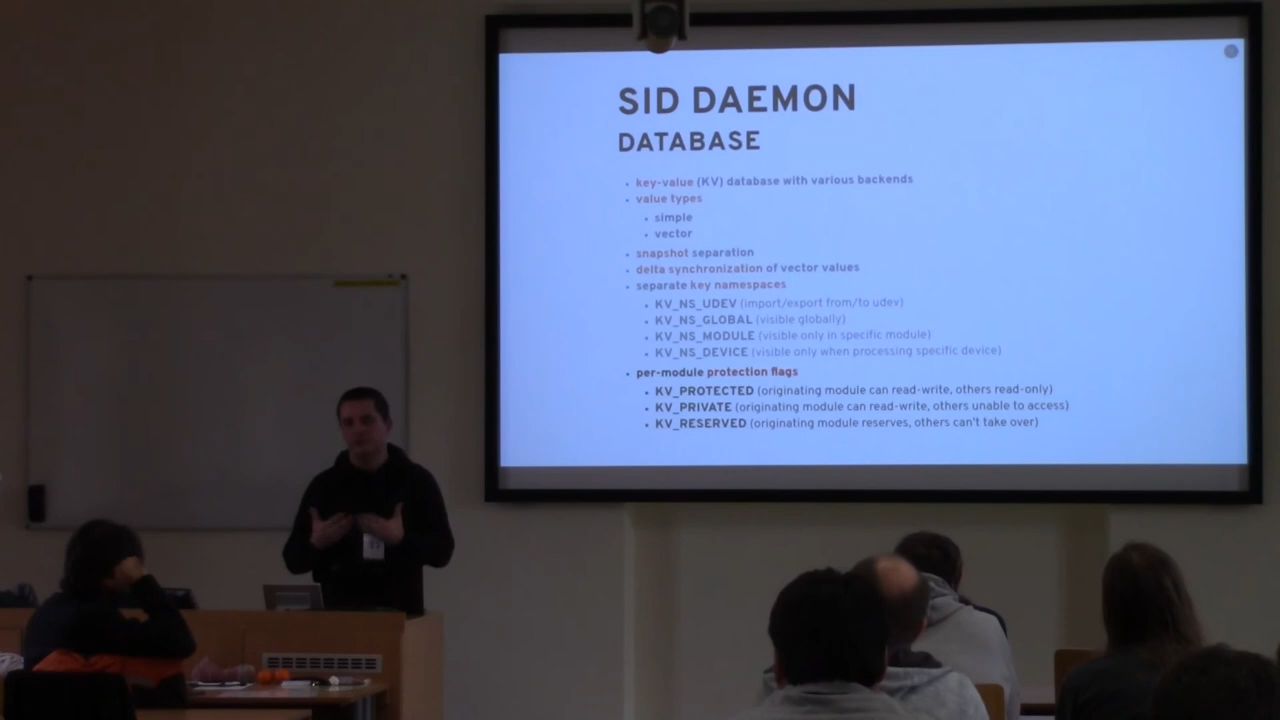 SID DAEMON
DATABASE
• key-value (KV) database with various backends
• value types
• simple
• vector
• snapshot separation
• delta synchronization of vector values
• separate key namespaces
• KV_NS_UDEV (import/export from/to udev)
• KV_NS_GLOBAL (visible globally)
• KV_NS_MODULE (visible only in specific module)
• KV_NS_DEVICE (visible only when processing specific device)
• per-module protection flags
• KV_PROTECTED (originating module can read-write, others read-only)
• KV_PRIVATE (originating module can read-write, others unable to access)
• KV_RESERVED (originating module reserves, others can't take over)